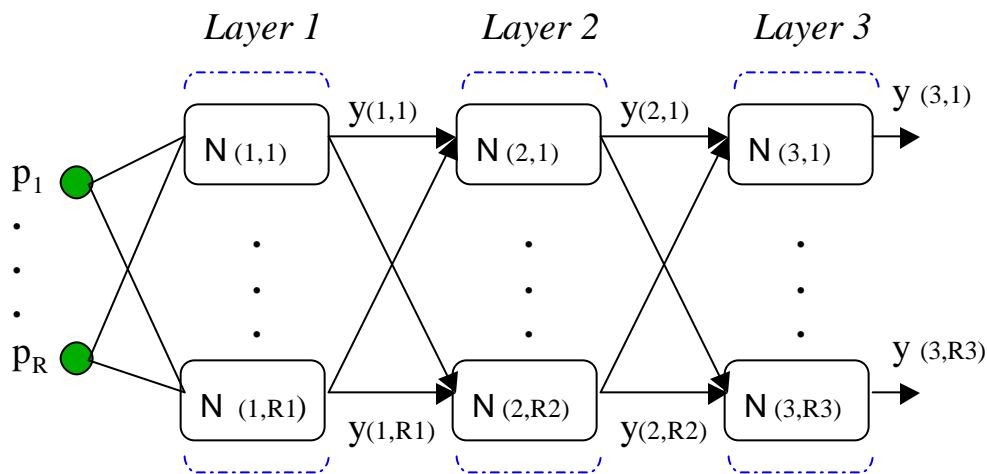 Layer 1 Layer 2 Layer 3
y(1,1) y(2,1) y (3,1)
N (1,1) N (2,1) N (3,1)
p1
.
.
.
pR
N (1,R1) N (2,R2) N (3,R3)
y (3,R3)
y(1,R1) y(2,R2)